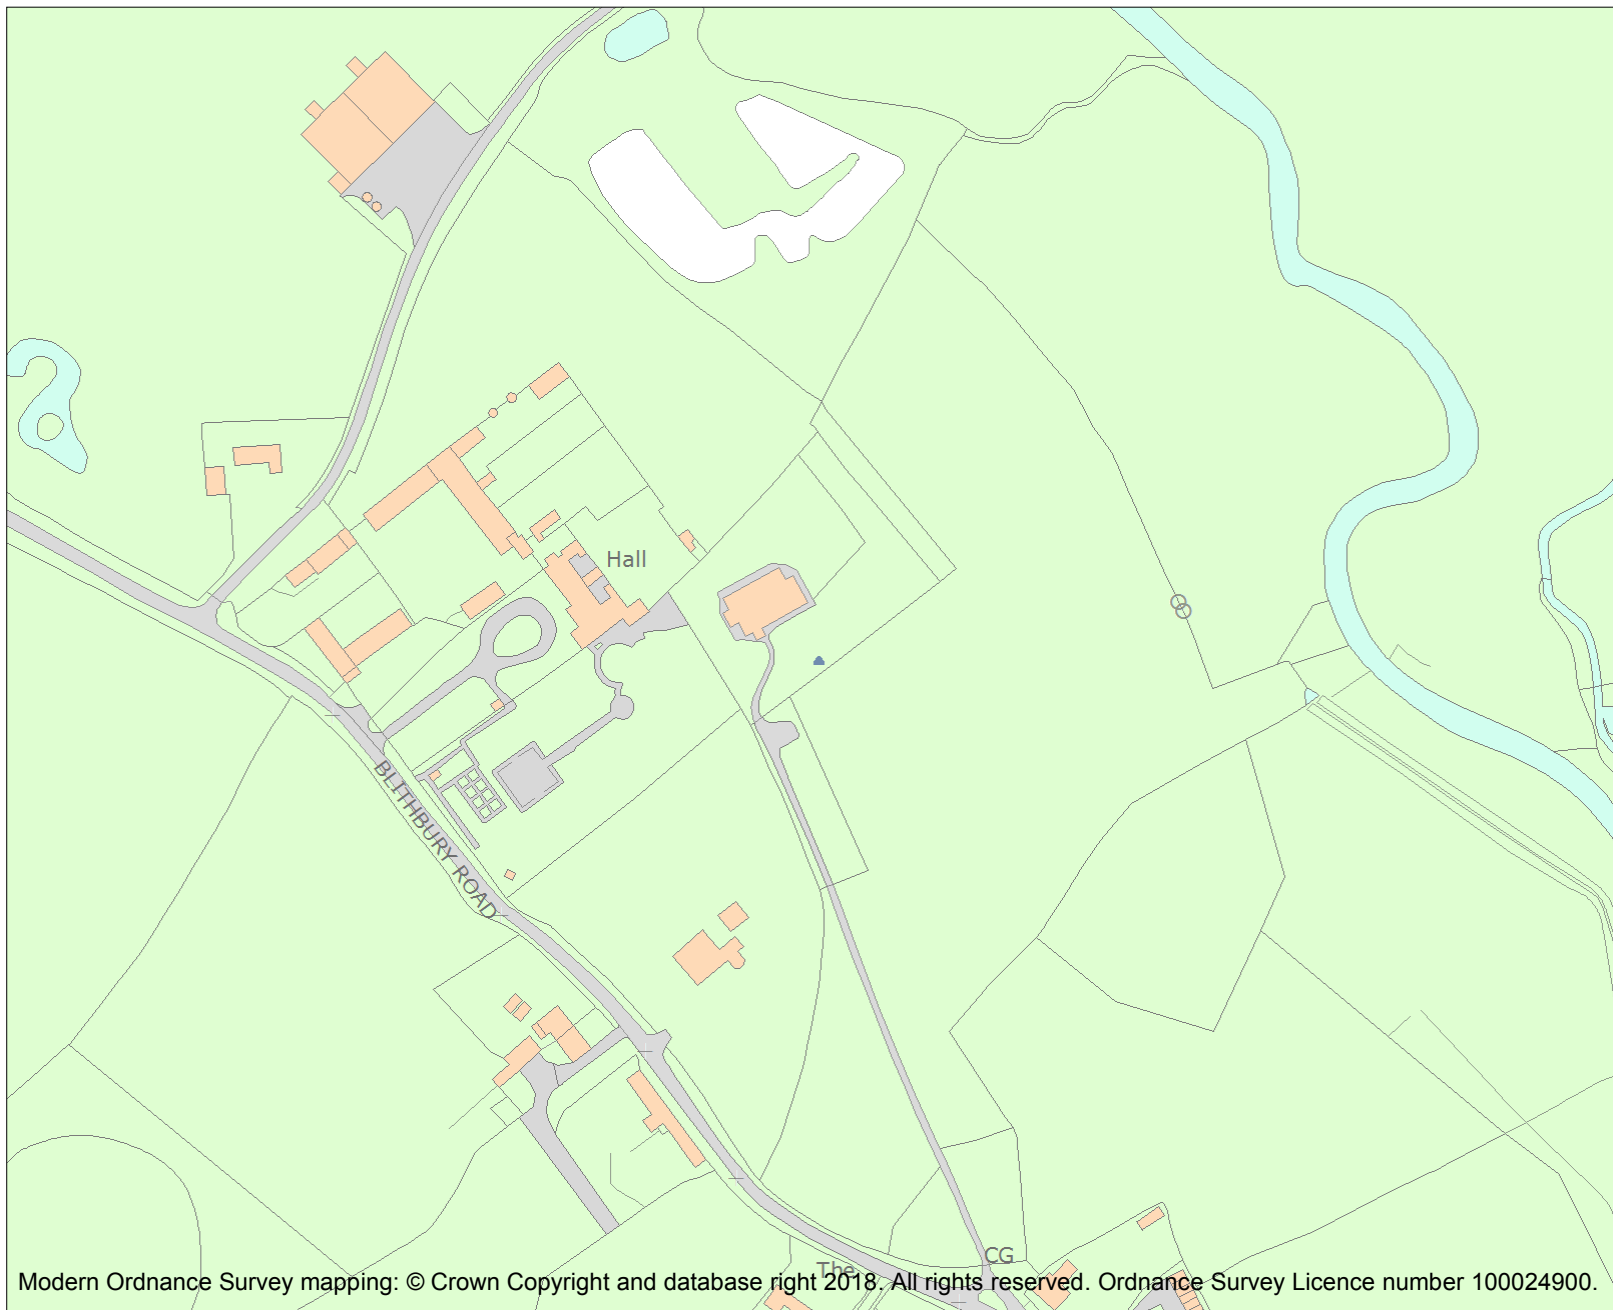 Hall
BLITHBURY ROAD
CG
The
Modern Ordnance Survey mapping: © Crown Copyright and database right 2018. All rights reserved. Ordnance Survey Licence number 100024900.